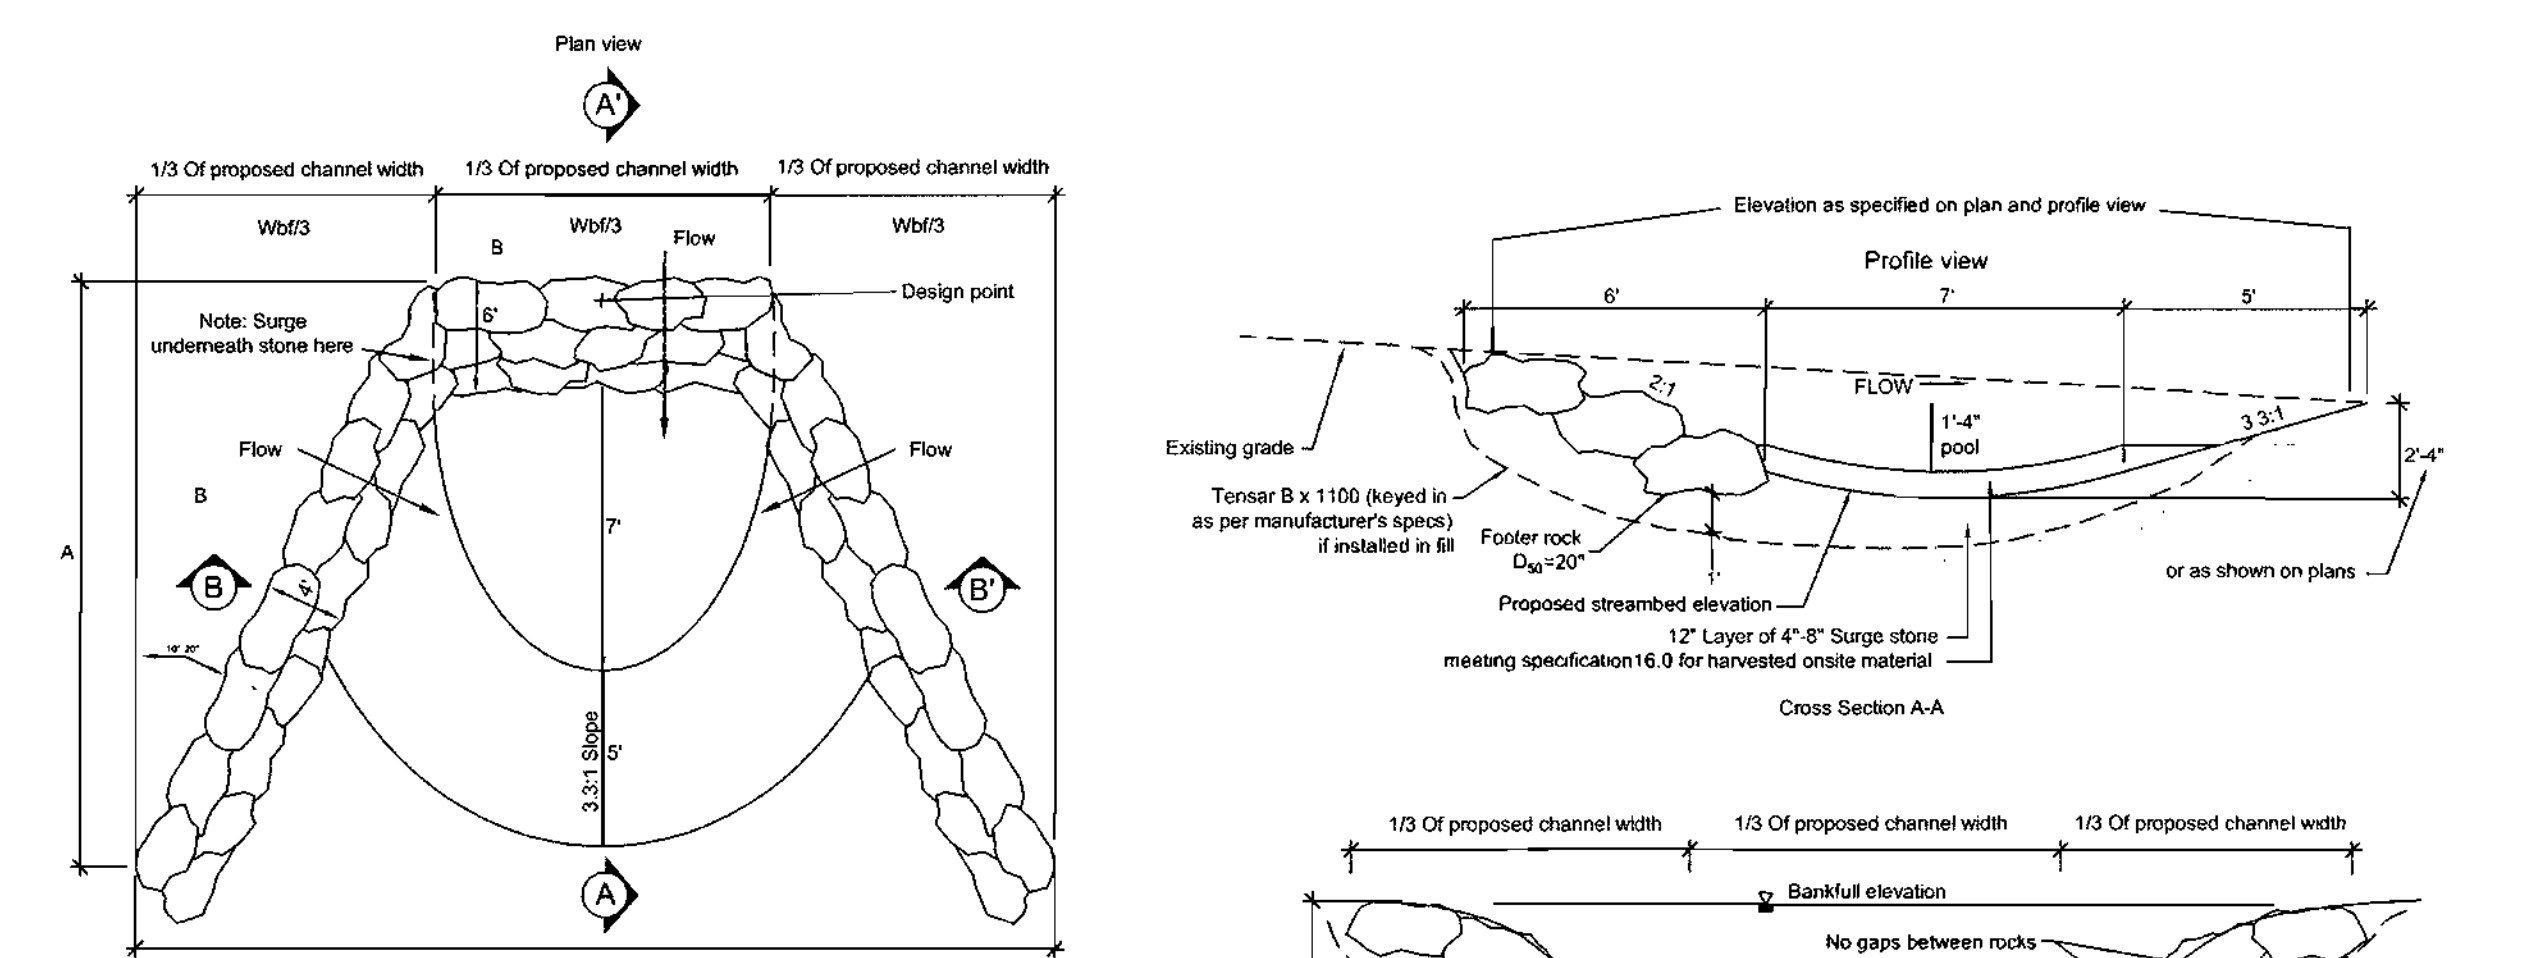 Plan view
A'
1/3 Of proposed channel width
1/3 Of proposed channel width
1/3 Of proposed channel width
Wbf/3
Wbf/3
Wbf/3
B
Flow
Design point
6'
Note: Surge
underneath stone here
Flow
Flow
B
A
7'
B
4'
B'
3.3:1 Slope
5'
A
Elevation as specified on plan and profile view
Profile view
6'
7'
5'
2:1
FLOW
3 3:1
1'-4"
pool
Existing grade
2'-4"
Tensar B x 1100 (keyed in
as per manufacturer's specs)
if installed in fill
Footer rock
D50=20"
1'
or as shown on plans
Proposed streambed elevation
12" Layer of 4"-8" Surge stone
meeting specification16.0 for harvested onsite material
Cross Section A-A
1/3 Of proposed channel width
1/3 Of proposed channel width
1/3 Of proposed channel width
Bankfull elevation
No gaps between rocks